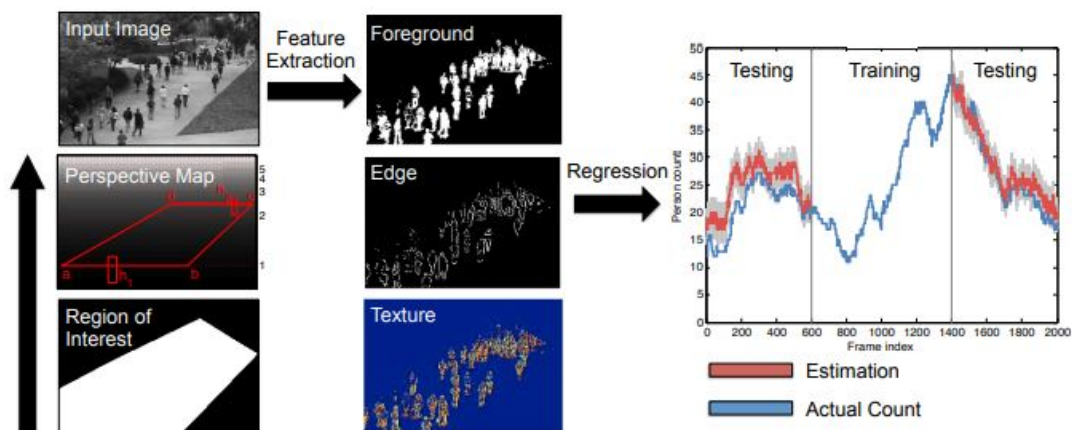 Input Image
Feature
Extraction
Foreground
Perspective Map
5
4
3
2
1
a
b
c
h₁
Region of
Interest
Edge
Texture
Regression
Testing
Training
Testing
Person count
50
45
40
35
30
25
20
15
10
5
0
0 200 400 600 800 1000 1200 1400 1600 1800 2000
Frame index
Estimation
Actual Count